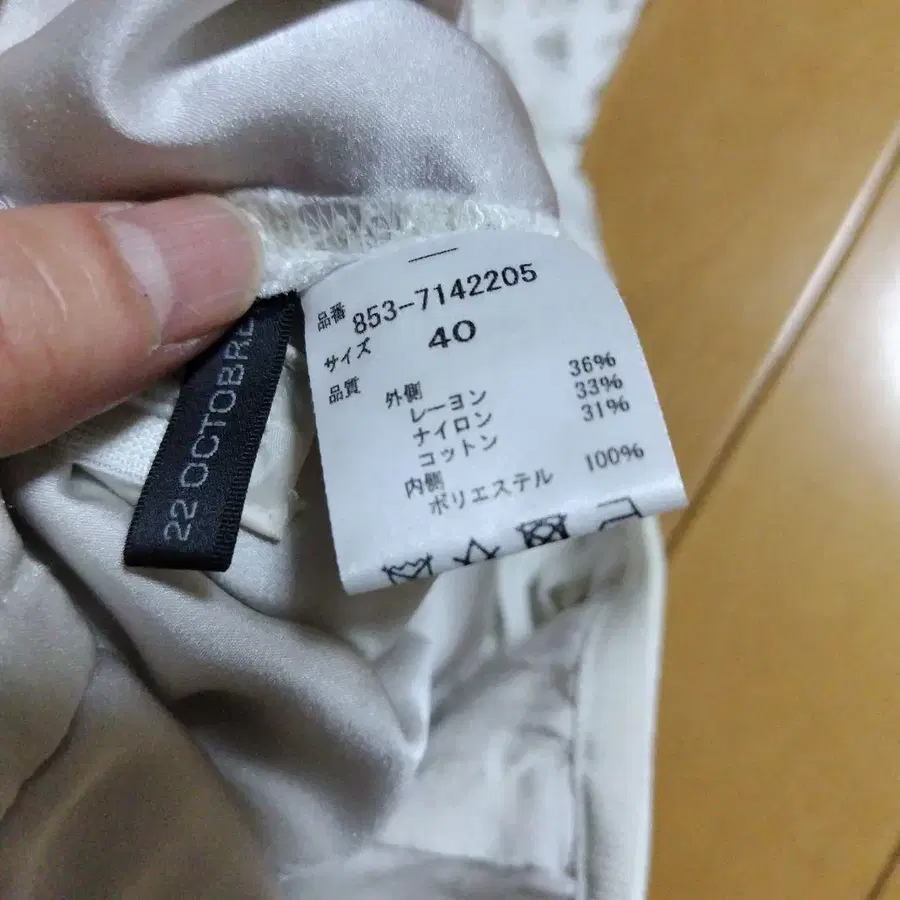 品番 853-7142205
サイズ 40
品質 外側
レーヨン 36%
ナイロン 33%
コットン 31%
内側
ポリエステル 100%
22 OCTOBRE